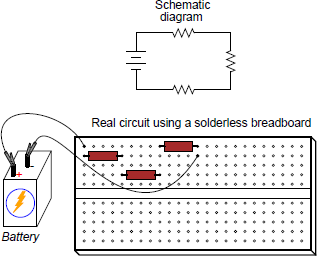 Schematic
diagram
Real circuit using a solderless breadboard
+ -
Battery